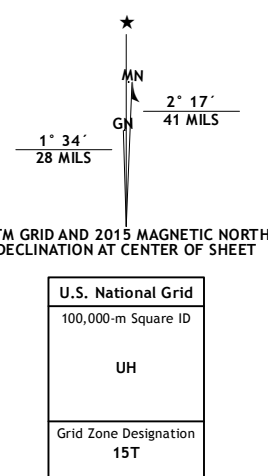 ★
MN
2° 17´
GN
41 MILS
1° 34´
28 MILS
TM GRID AND 2015 MAGNETIC NORTH
DECLINATION AT CENTER OF SHEET
U.S. National Grid
100,000-m Square ID
UH
Grid Zone Designation
15T